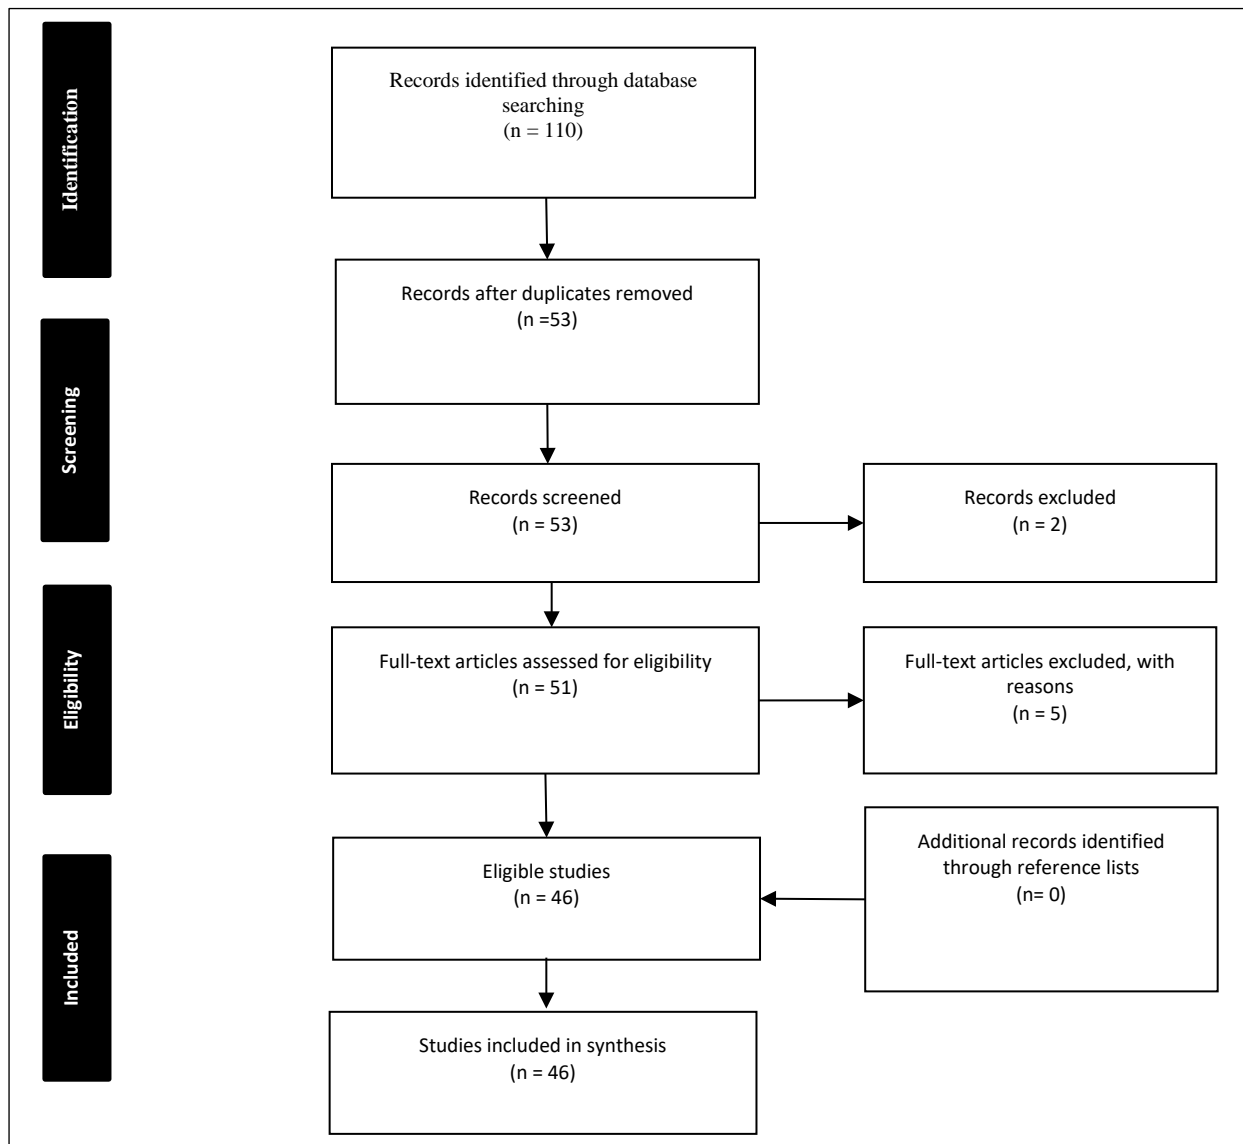 Identification
Records identified through database
searching
(n = 110)
Records after duplicates removed
(n =53)
Screening
Records screened
(n = 53)
Records excluded
(n = 2)
Eligibility
Full-text articles assessed for eligibility
(n = 51)
Full-text articles excluded, with
reasons
(n = 5)
Eligible studies
(n = 46)
Additional records identified
through reference lists
(n= 0)
Included
Studies included in synthesis
(n = 46)